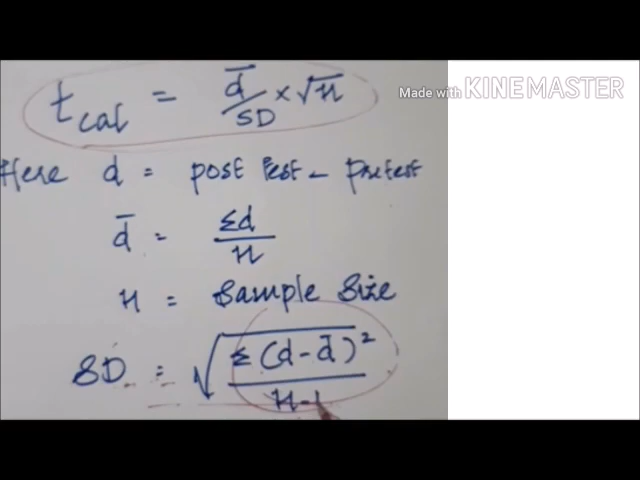 t cal = d̄/SD × √n
Made with KINEMASTER
Here d = post test - pretest
d̄ = Σd/n
n = Sample Size
SD = √Σ(d-d̄)²/n-1